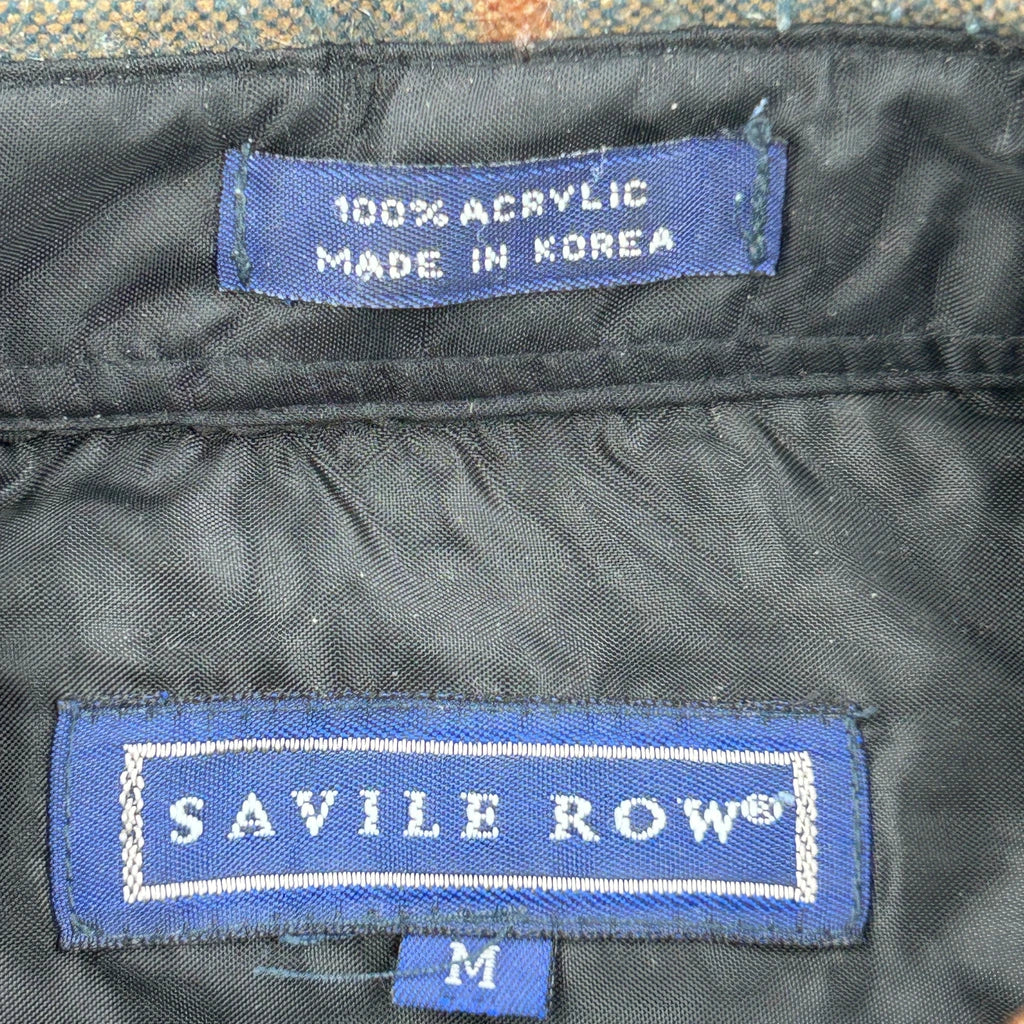 100% ACRYLIC
MADE IN KOREA
SAVILE ROW®
M